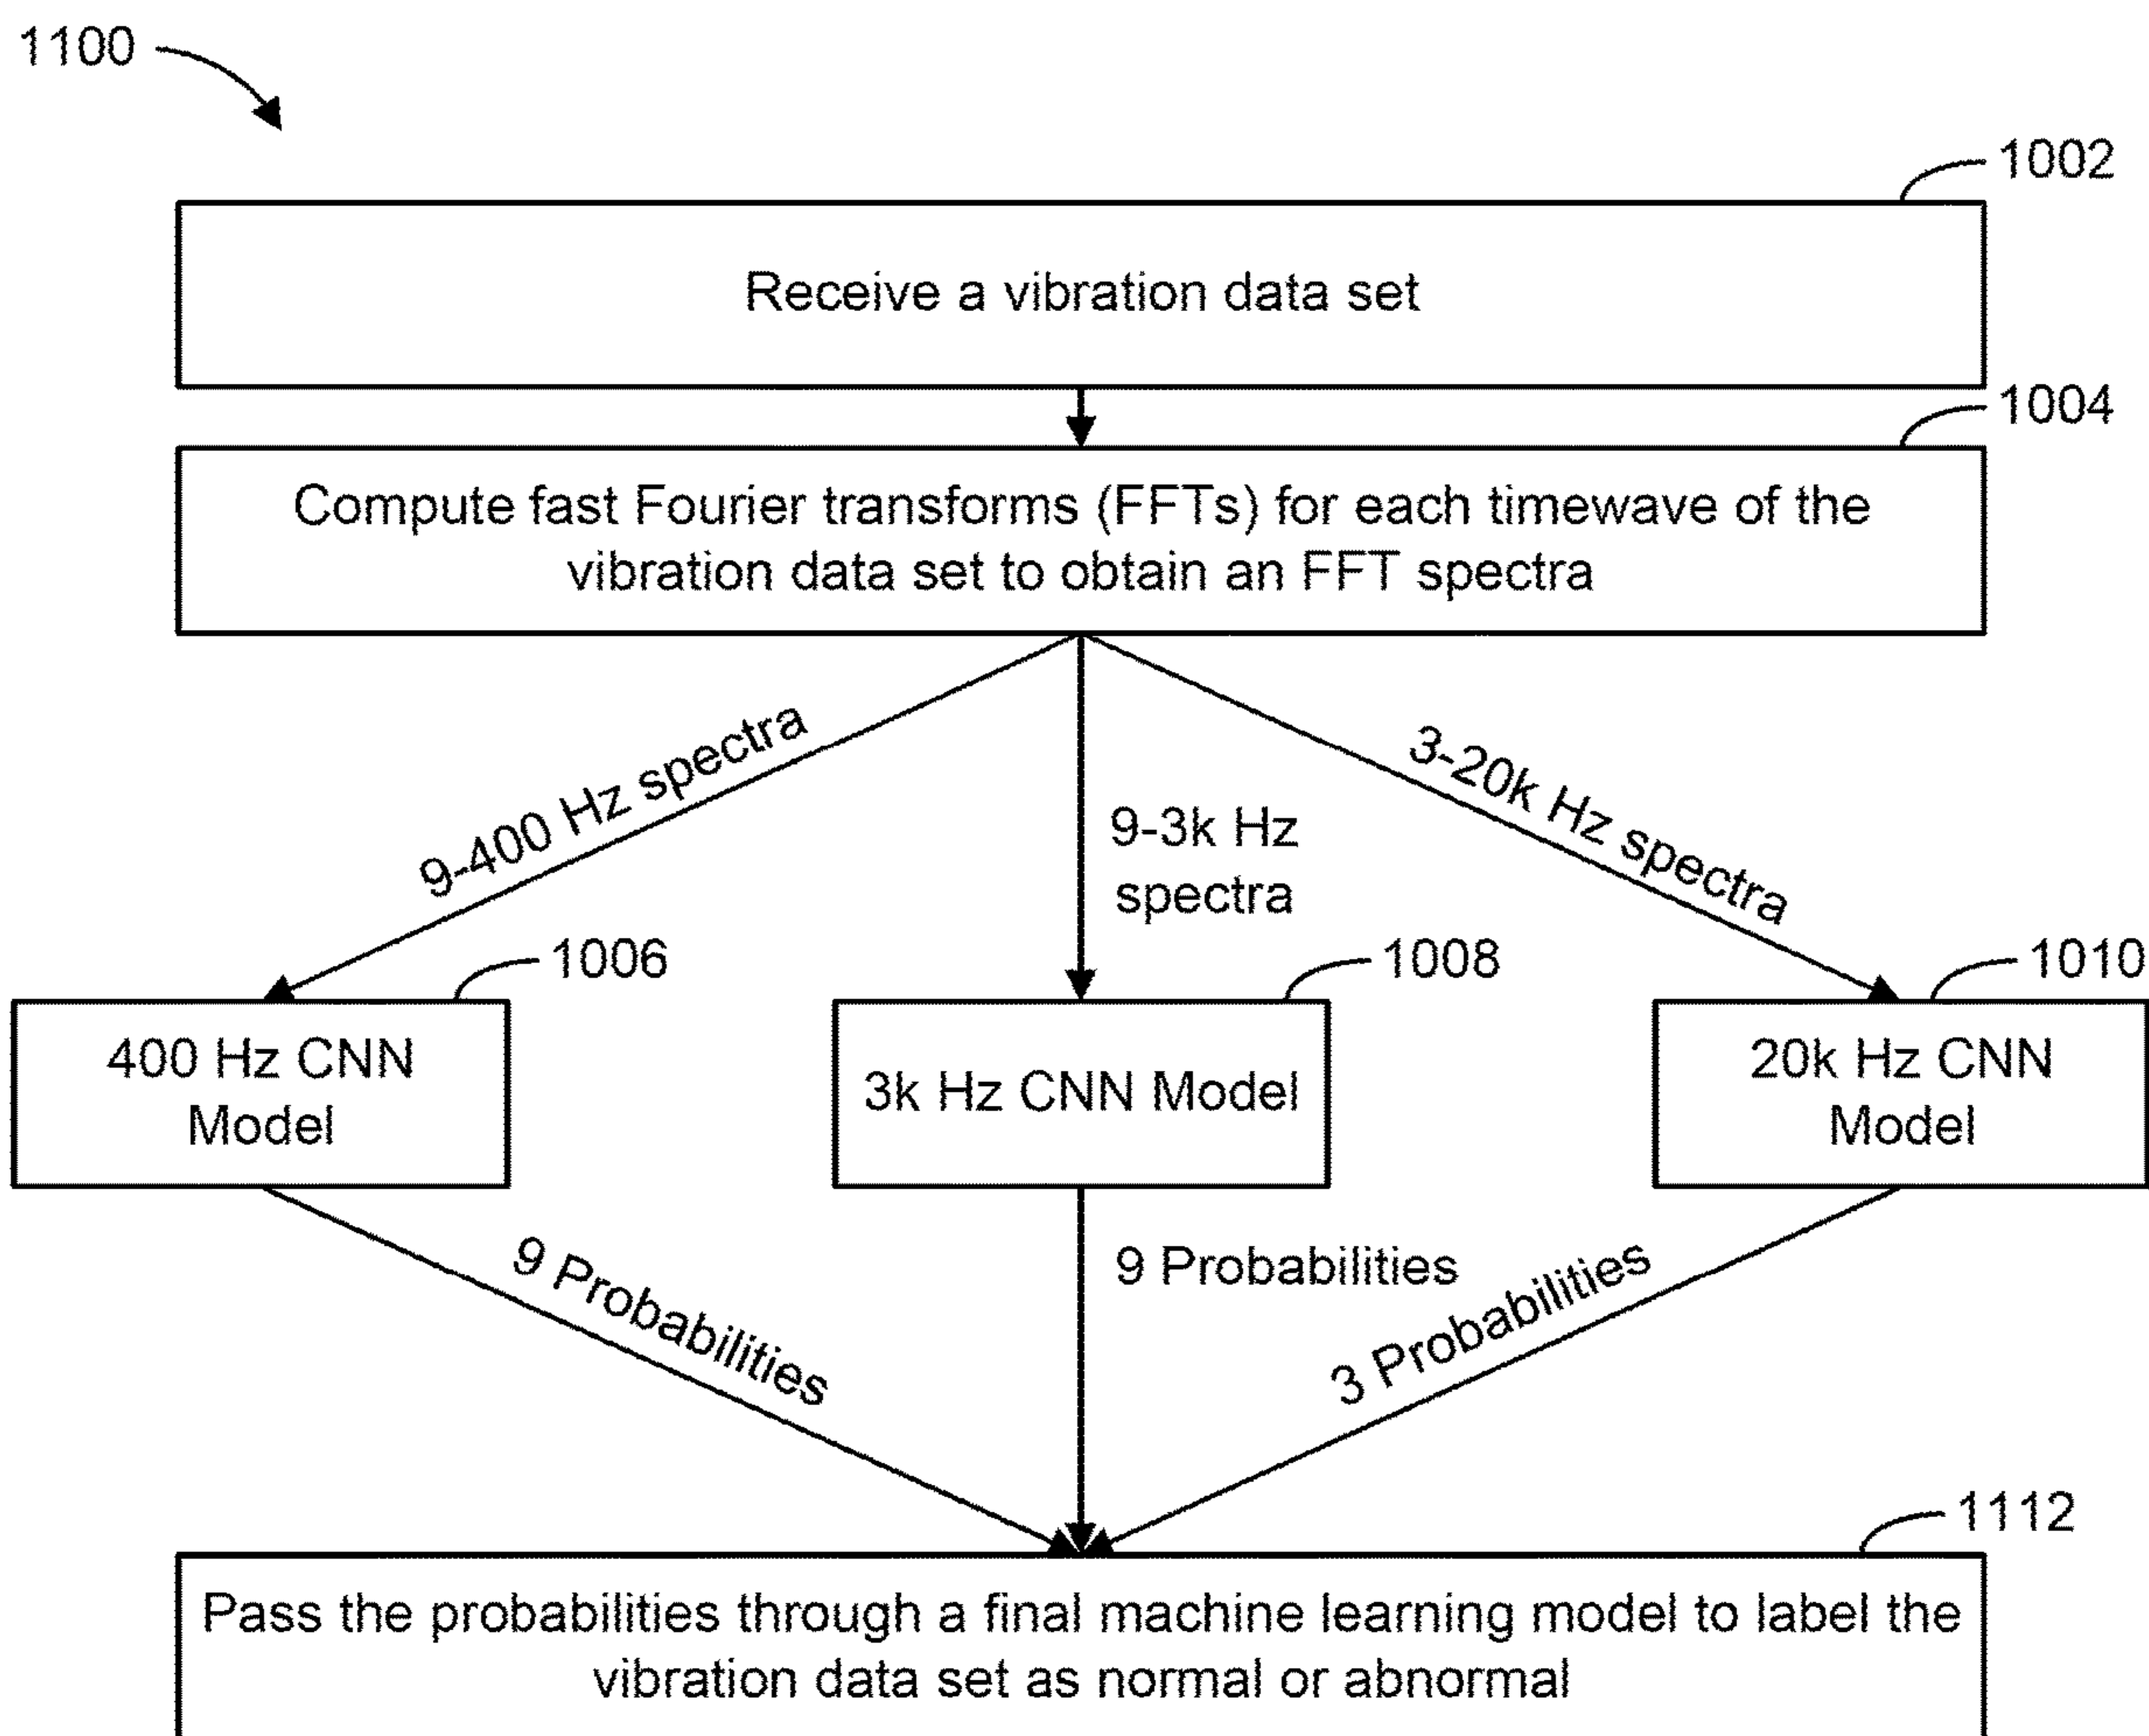 1100
1002
Receive a vibration data set
1004
Compute fast Fourier transforms (FFTs) for each timewave of the
vibration data set to obtain an FFT spectra
9-400 Hz spectra
9-3k Hz
spectra
3-20k Hz spectra
1006
1008
1010
400 Hz CNN
Model
3k Hz CNN Model
20k Hz CNN
Model
9 Probabilities
9 Probabilities
3 Probabilities
1112
Pass the probabilities through a final machine learning model to label the
vibration data set as normal or abnormal